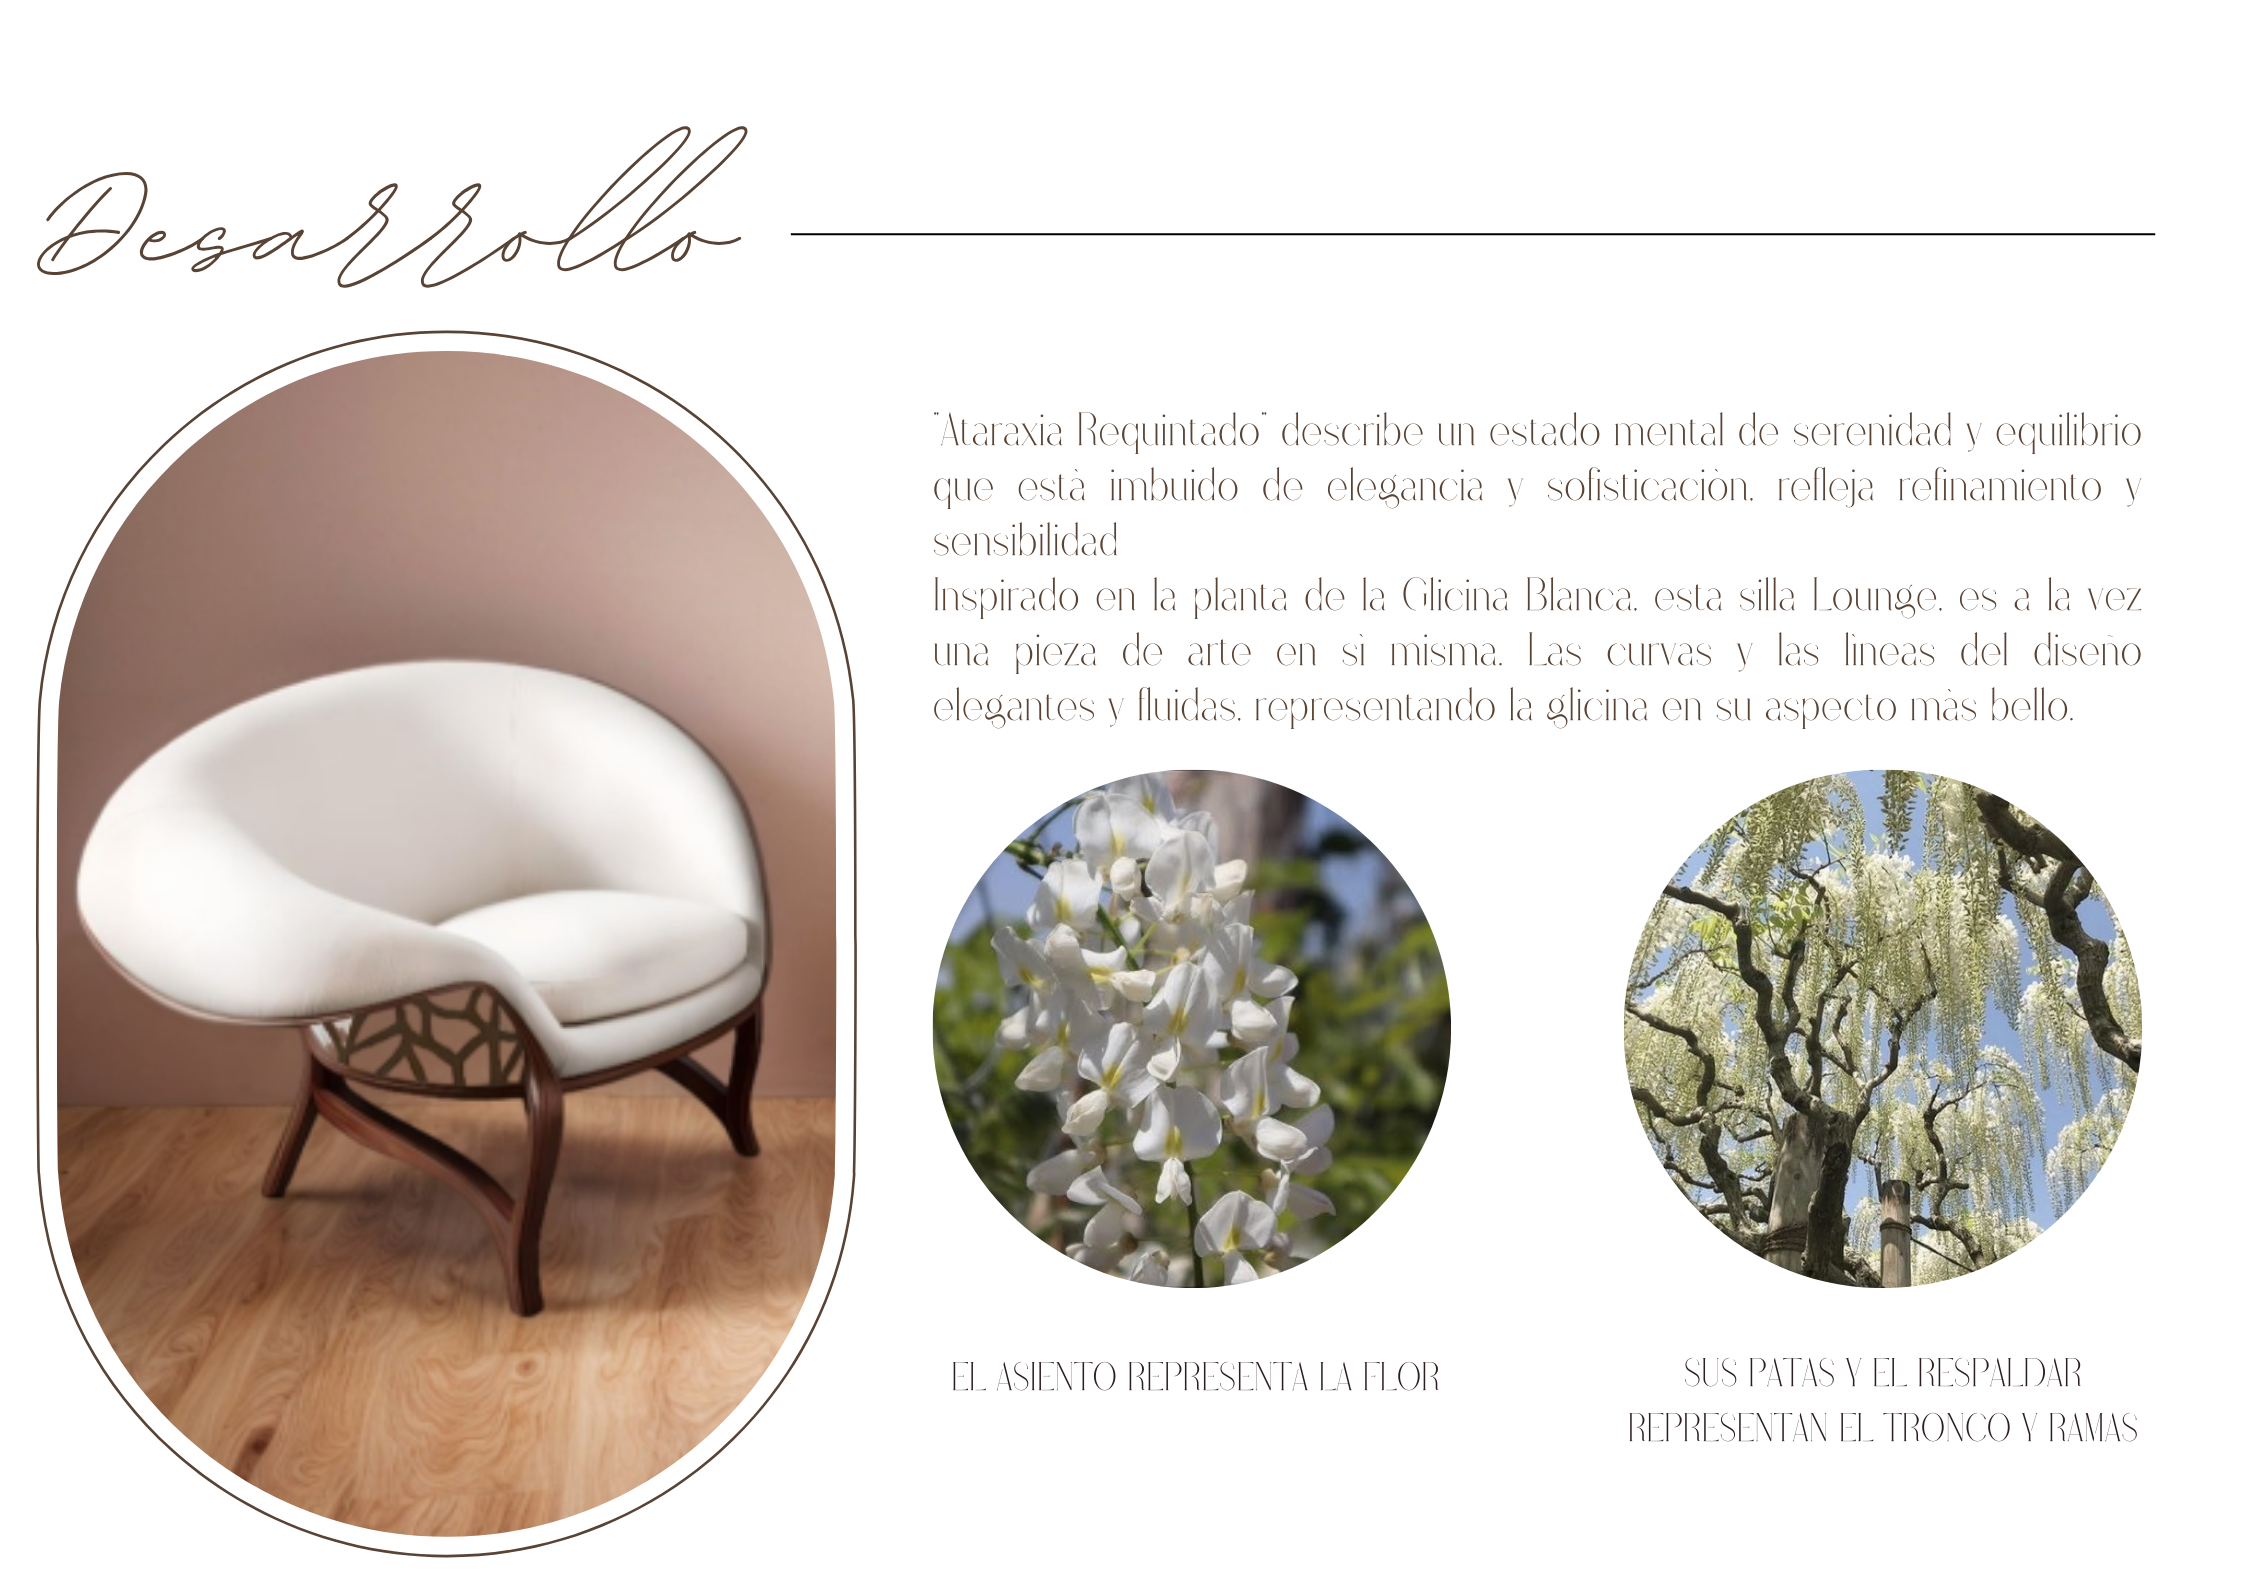 Desarrollo
"Ataraxia Requintado" describe un estado mental de serenidad y equilibrio
que està imbuido de elegancia y sofisticaciòn, refleja refinamiento y
sensibilidad
Inspirado en la planta de la Glicina Blanca, esta silla Lounge, es a la vez
una pieza de arte en sì misma. Las curvas y las lìneas del diseño
elegantes y fluidas, representando la glicina en su aspecto màs bello.
EL ASIENTO REPRESENTA LA FLOR
SUS PATAS Y EL RESPALDAR
REPRESENTAN EL TRONCO Y RAMAS